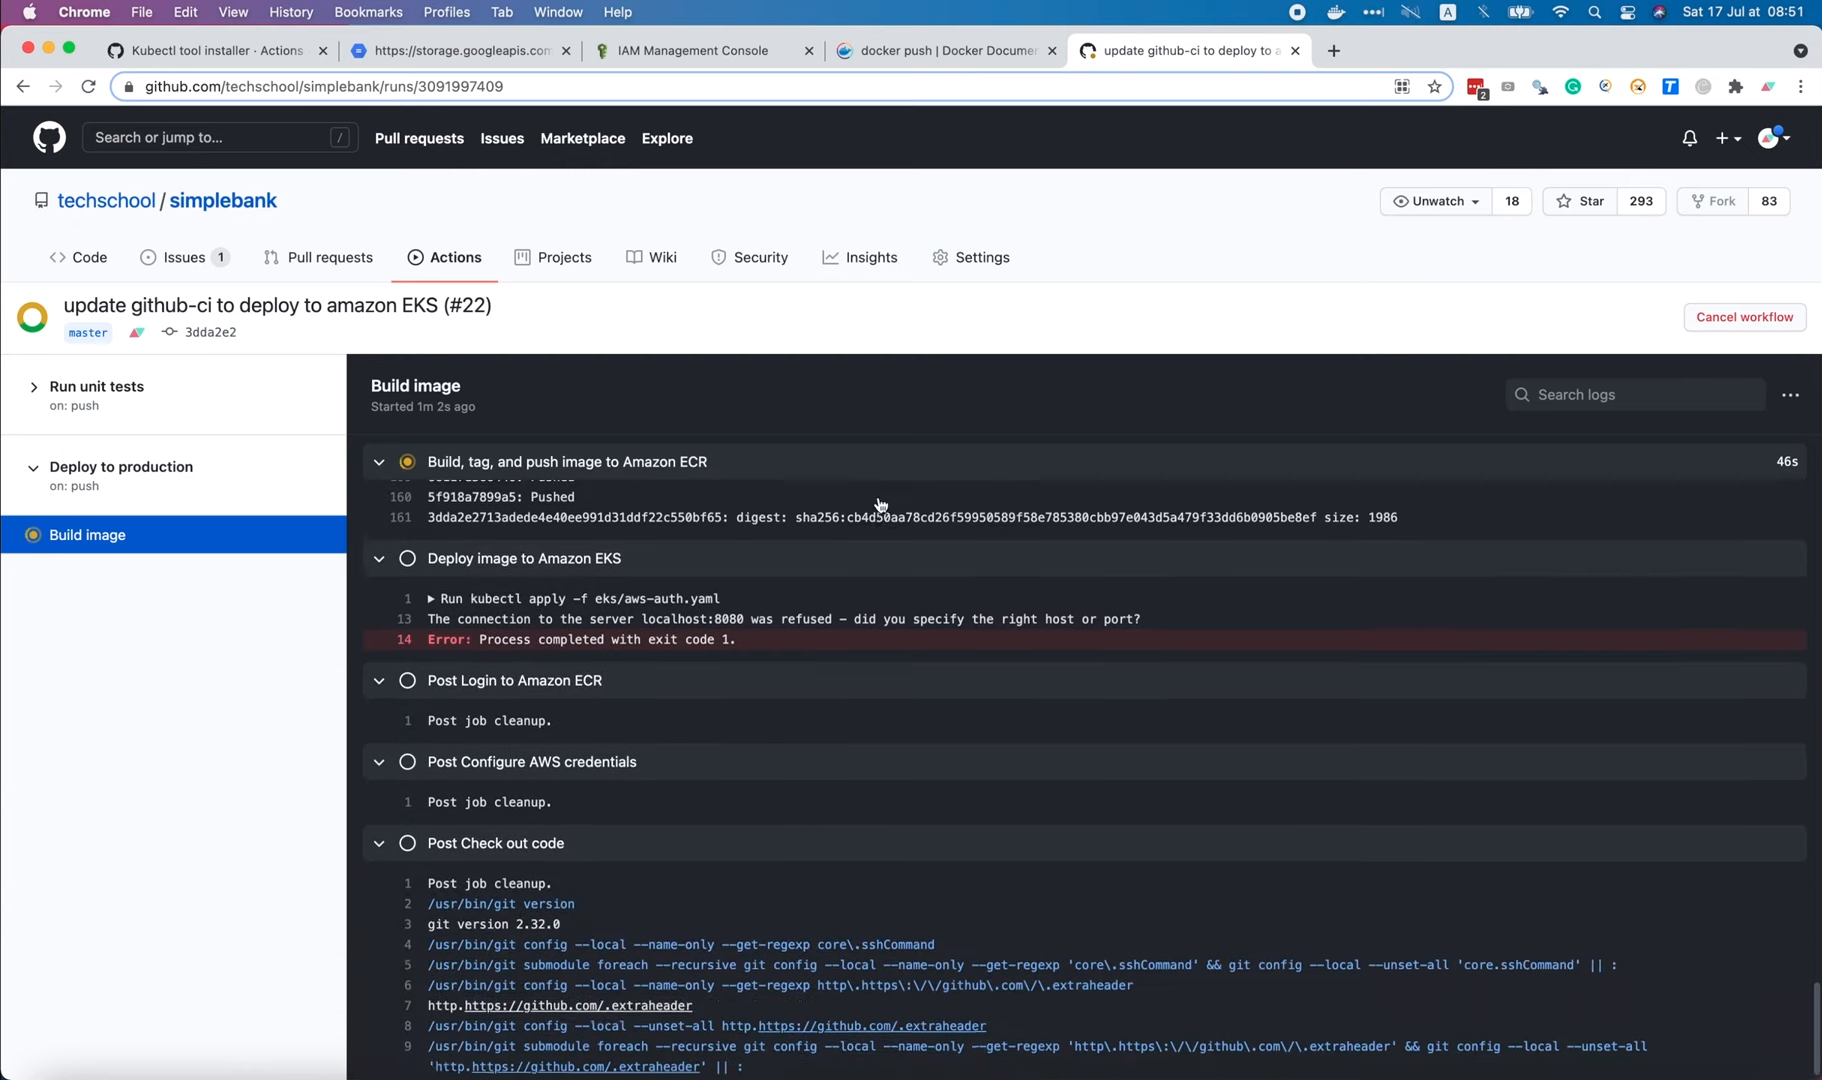 Chrome File Edit View History Bookmarks Profiles Tab Window Help A Sat 17 Jul at 08:51
Kubectl tool installer · Actions https://storage.googleapis.com IAM Management Console docker push | Docker Documen update github-ci to deploy to a
github.com/techschool/simplebank/runs/3091997409 2 T
Search or jump to... / Pull requests Issues Marketplace Explore
techschool / simplebank Unwatch 18 Star 293 Fork 83
Code Issues 1 Pull requests Actions Projects Wiki Security Insights Settings
update github-ci to deploy to amazon EKS (#22)
master 3dda2e2
Cancel workflow
Run unit tests
on: push
Deploy to production
on: push
Build image
Build image
Started 1m 2s ago
Search logs
Build, tag, and push image to Amazon ECR 46s
160 5f918a7899a5: Pushed
161 3dda2e2713adede4e40ee991d31ddf22c550bf65: digest: sha256:cb4d50aa78cd26f59950589f58e785380cbb97e043d5a479f33dd6b0905be8ef size: 1986
Deploy image to Amazon EKS
1 ▶ Run kubectl apply -f eks/aws-auth.yaml
13 The connection to the server localhost:8080 was refused - did you specify the right host or port?
14 Error: Process completed with exit code 1.
Post Login to Amazon ECR
1 Post job cleanup.
Post Configure AWS credentials
1 Post job cleanup.
Post Check out code
1 Post job cleanup.
2 /usr/bin/git version
3 git version 2.32.0
4 /usr/bin/git config --local --name-only --get-regexp core\.sshCommand
5 /usr/bin/git submodule foreach --recursive git config --local --name-only --get-regexp 'core\.sshCommand' && git config --local --unset-all 'core.sshCommand' || :
6 /usr/bin/git config --local --name-only --get-regexp http\.https\:\/\/github\.com\/\.extraheader
7 http.https://github.com/.extraheader
8 /usr/bin/git config --local --unset-all http.https://github.com/.extraheader
9 /usr/bin/git submodule foreach --recursive git config --local --name-only --get-regexp 'http\.https\:\/\/github\.com\/\.extraheader' && git config --local --unset-all
'http.https://github.com/.extraheader' || :